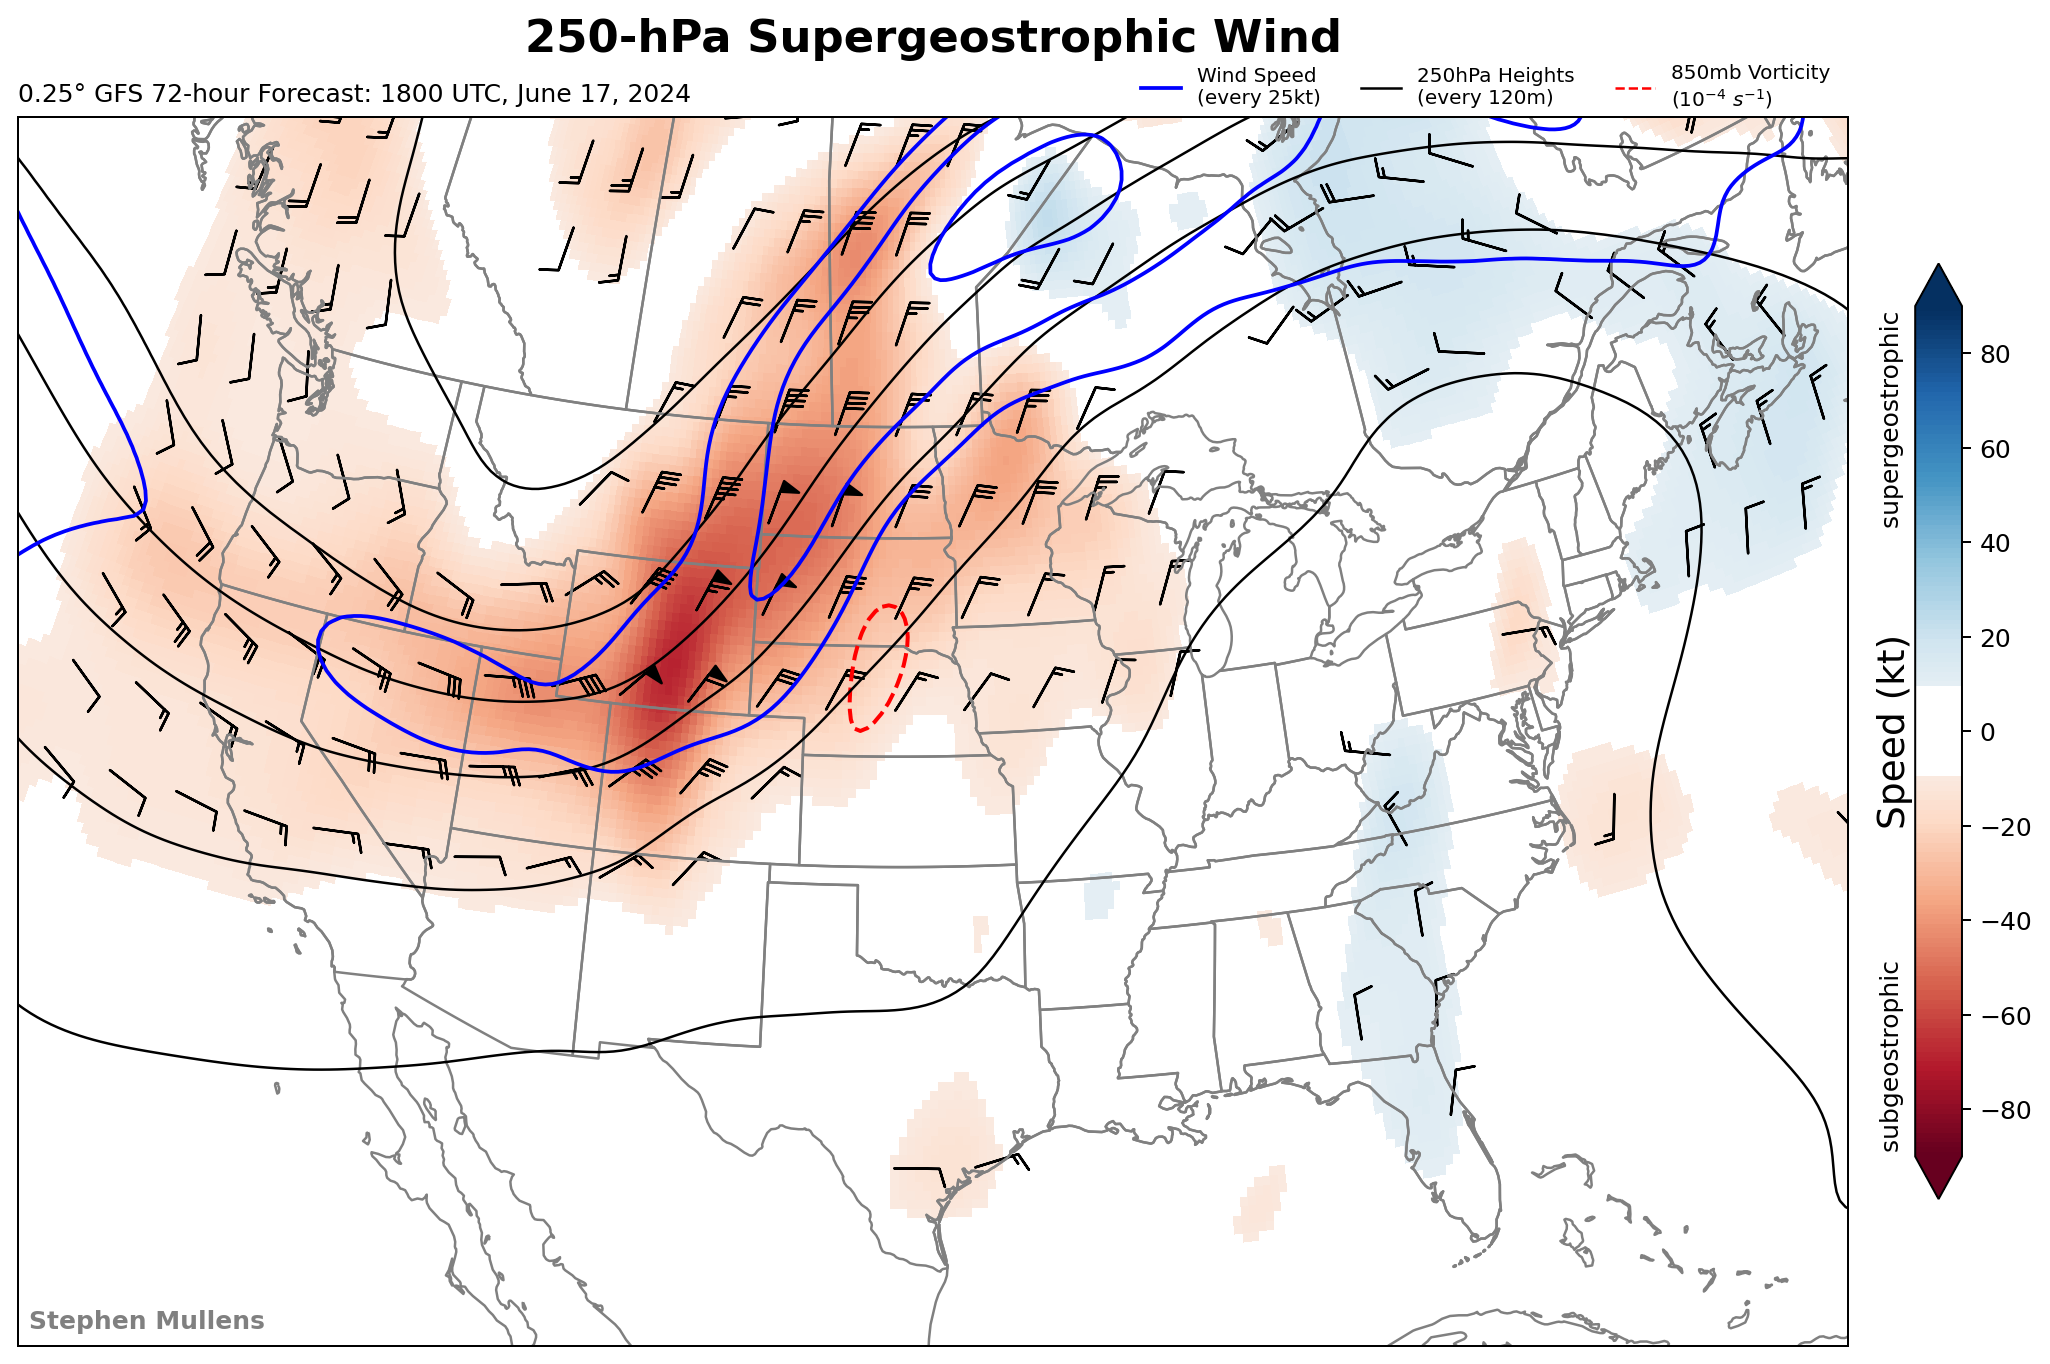 250-hPa Supergeostrophic Wind
0.25° GFS 72-hour Forecast: 1800 UTC, June 17, 2024
Wind Speed
(every 25kt)
250hPa Heights
(every 120m)
850mb Vorticity
(10⁻⁴ s⁻¹)
supergeostrophic
Speed (kt)
subgeostrophic
80
60
40
20
0
−20
−40
−60
−80
Stephen Mullens